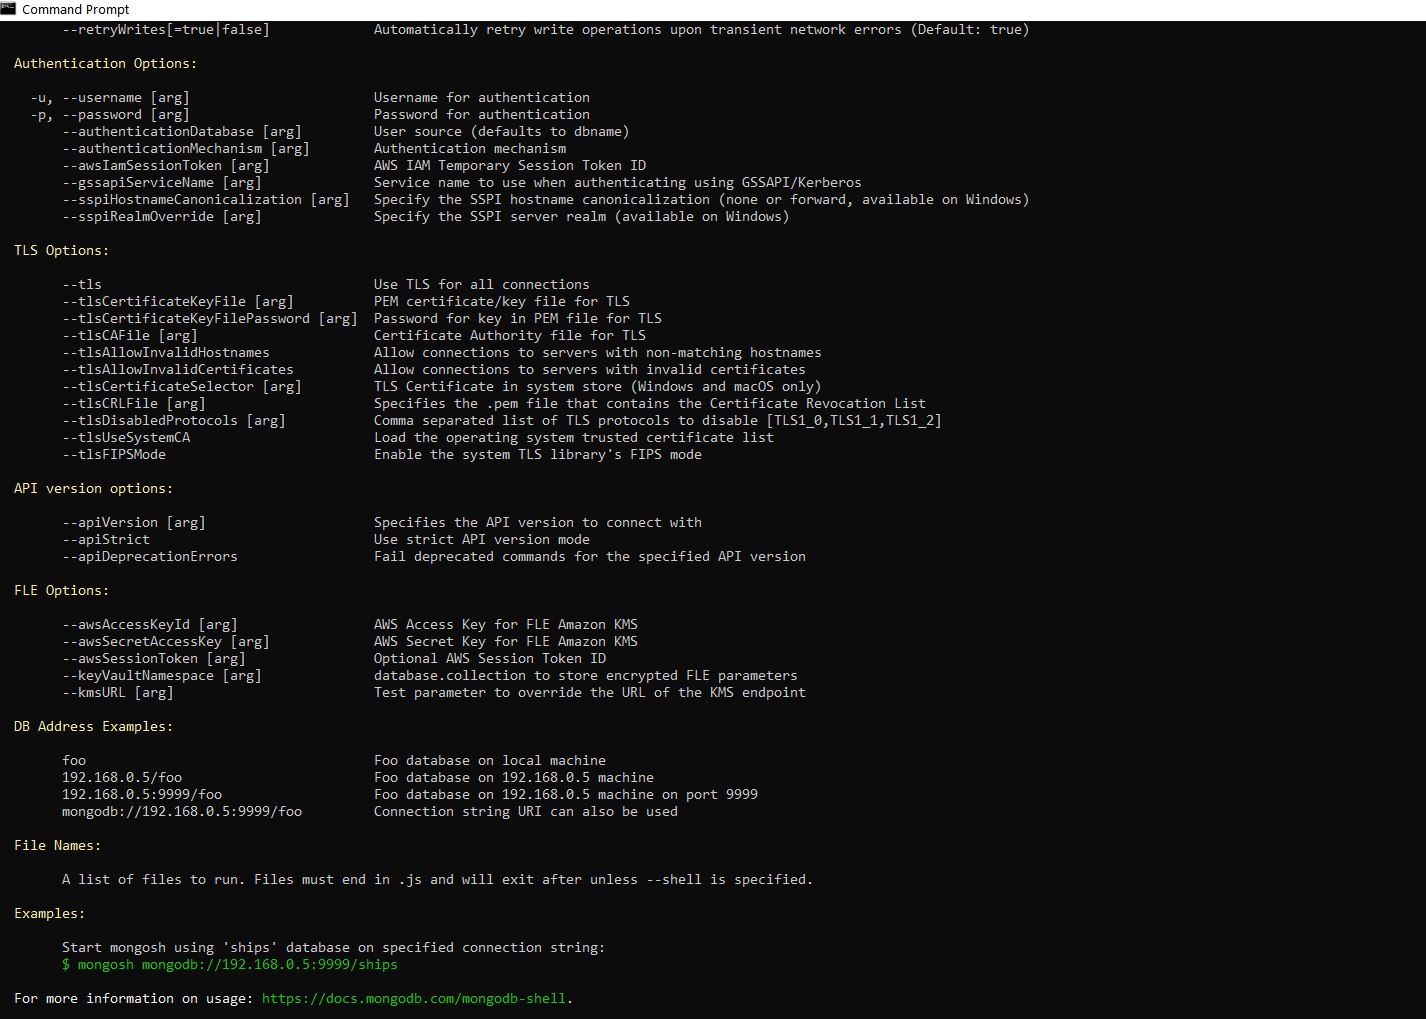 Command Prompt
--retryWrites[=true|false] Automatically retry write operations upon transient network errors (Default: true)
Authentication Options:
-u, --username [arg] Username for authentication
-p, --password [arg] Password for authentication
--authenticationDatabase [arg] User source (defaults to dbname)
--authenticationMechanism [arg] Authentication mechanism
--awsIamSessionToken [arg] AWS IAM Temporary Session Token ID
--gssapiServiceName [arg] Service name to use when authenticating using GSSAPI/Kerberos
--sspiHostnameCanonicalization [arg] Specify the SSPI hostname canonicalization (none or forward, available on Windows)
--sspiRealmOverride [arg] Specify the SSPI server realm (available on Windows)
TLS Options:
--tls Use TLS for all connections
--tlsCertificateKeyFile [arg] PEM certificate/key file for TLS
--tlsCertificateKeyFilePassword [arg] Password for key in PEM file for TLS
--tlsCAFile [arg] Certificate Authority file for TLS
--tlsAllowInvalidHostnames Allow connections to servers with non-matching hostnames
--tlsAllowInvalidCertificates Allow connections to servers with invalid certificates
--tlsCertificateSelector [arg] TLS Certificate in system store (Windows and macOS only)
--tlsCRLFile [arg] Specifies the .pem file that contains the Certificate Revocation List
--tlsDisabledProtocols [arg] Comma separated list of TLS protocols to disable [TLS1_0,TLS1_1,TLS1_2]
--tlsUseSystemCA Load the operating system trusted certificate list
--tlsFIPSMode Enable the system TLS library's FIPS mode
API version options:
--apiVersion [arg] Specifies the API version to connect with
--apiStrict Use strict API version mode
--apiDeprecationErrors Fail deprecated commands for the specified API version
FLE Options:
--awsAccessKeyId [arg] AWS Access Key for FLE Amazon KMS
--awsSecretAccessKey [arg] AWS Secret Key for FLE Amazon KMS
--awsSessionToken [arg] Optional AWS Session Token ID
--keyVaultNamespace [arg] database.collection to store encrypted FLE parameters
--kmsURL [arg] Test parameter to override the URL of the KMS endpoint
DB Address Examples:
foo Foo database on local machine
192.168.0.5/foo Foo database on 192.168.0.5 machine
192.168.0.5:9999/foo Foo database on 192.168.0.5 machine on port 9999
mongodb://192.168.0.5:9999/foo Connection string URI can also be used
File Names:
A list of files to run. Files must end in .js and will exit after unless --shell is specified.
Examples:
Start mongosh using 'ships' database on specified connection string:
$ mongosh mongodb://192.168.0.5:9999/ships
For more information on usage: https://docs.mongodb.com/mongodb-shell.